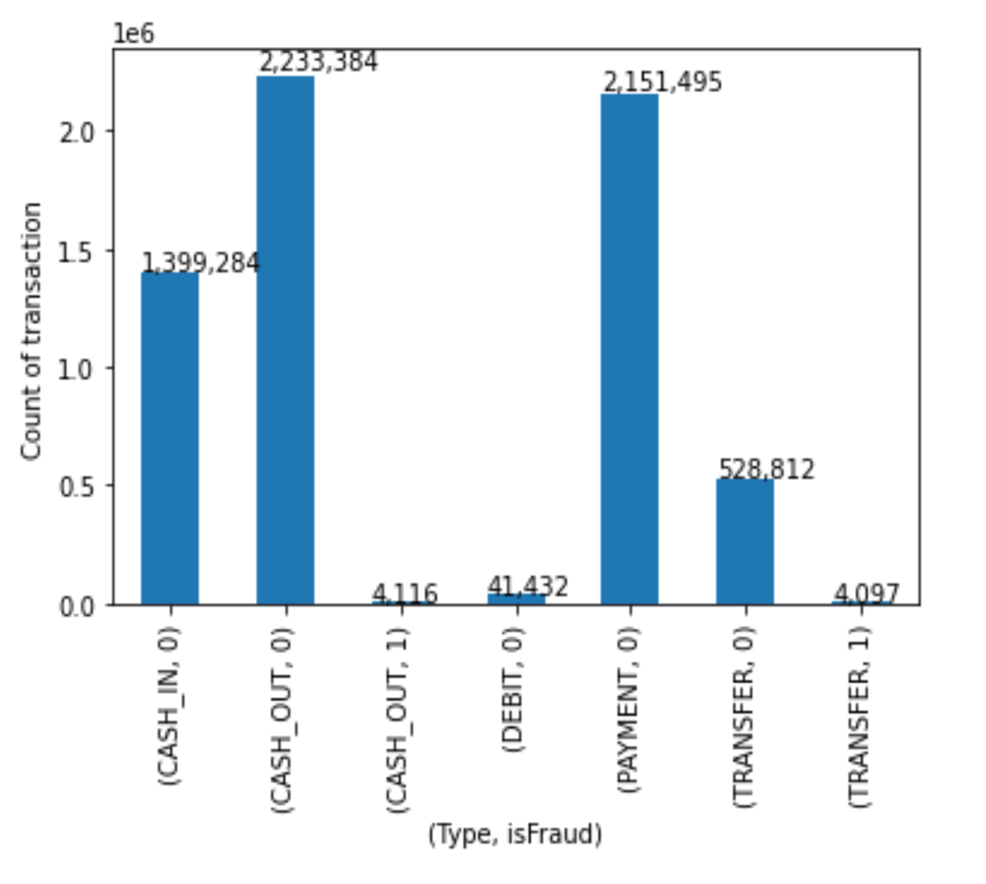 1e6
2,233,384
2,151,495
2.0
1.5
1,399,284
1.0
0.5
528,812
41,432
4,116
4,097
0.0
Count of transaction
(CASH_IN, 0)
(CASH_OUT, 0)
(CASH_OUT, 1)
(DEBIT, 0)
(PAYMENT, 0)
(TRANSFER, 0)
(TRANSFER, 1)
(Type, isFraud)